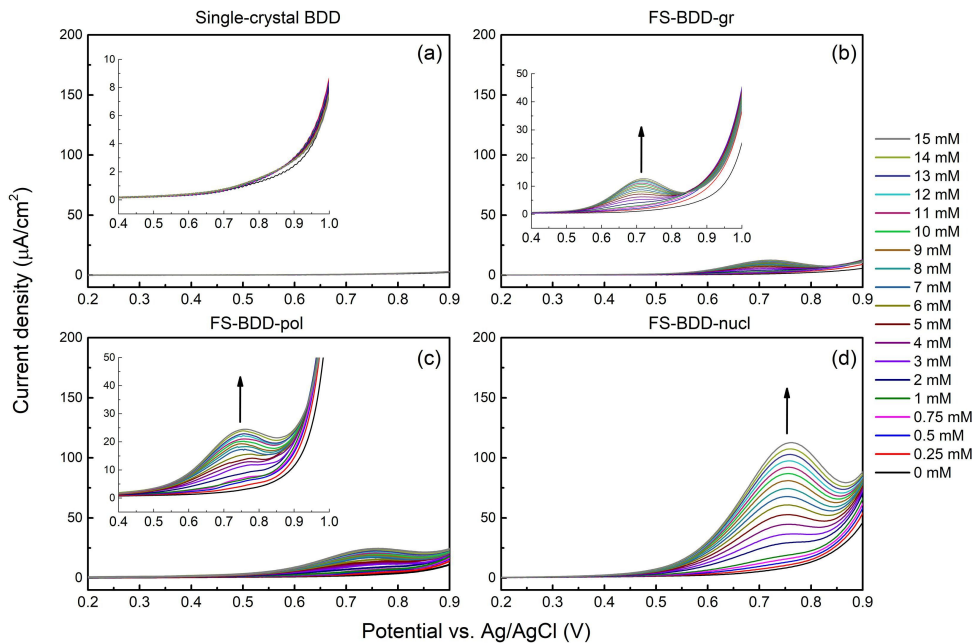 Single-crystal BDD
FS-BDD-gr
200
150
100
50
0
10
8
6
4
2
0
0.4 0.5 0.6 0.7 0.8 0.9 1.0
(a)
0.2 0.3 0.4 0.5 0.6 0.7 0.8 0.9
200
150
100
50
0
50
40
30
20
10
0
0.4 0.5 0.6 0.7 0.8 0.9 1.0
(b)
0.2 0.3 0.4 0.5 0.6 0.7 0.8 0.9
FS-BDD-pol
FS-BDD-nucl
200
150
100
50
0
50
40
30
20
10
0
0.4 0.5 0.6 0.7 0.8 0.9 1.0
(c)
0.2 0.3 0.4 0.5 0.6 0.7 0.8 0.9
200
150
100
50
0
(d)
0.2 0.3 0.4 0.5 0.6 0.7 0.8 0.9
Current density (µA/cm²)
Potential vs. Ag/AgCl (V)
15 mM
14 mM
13 mM
12 mM
11 mM
10 mM
9 mM
8 mM
7 mM
6 mM
5 mM
4 mM
3 mM
2 mM
1 mM
0.75 mM
0.5 mM
0.25 mM
0 mM